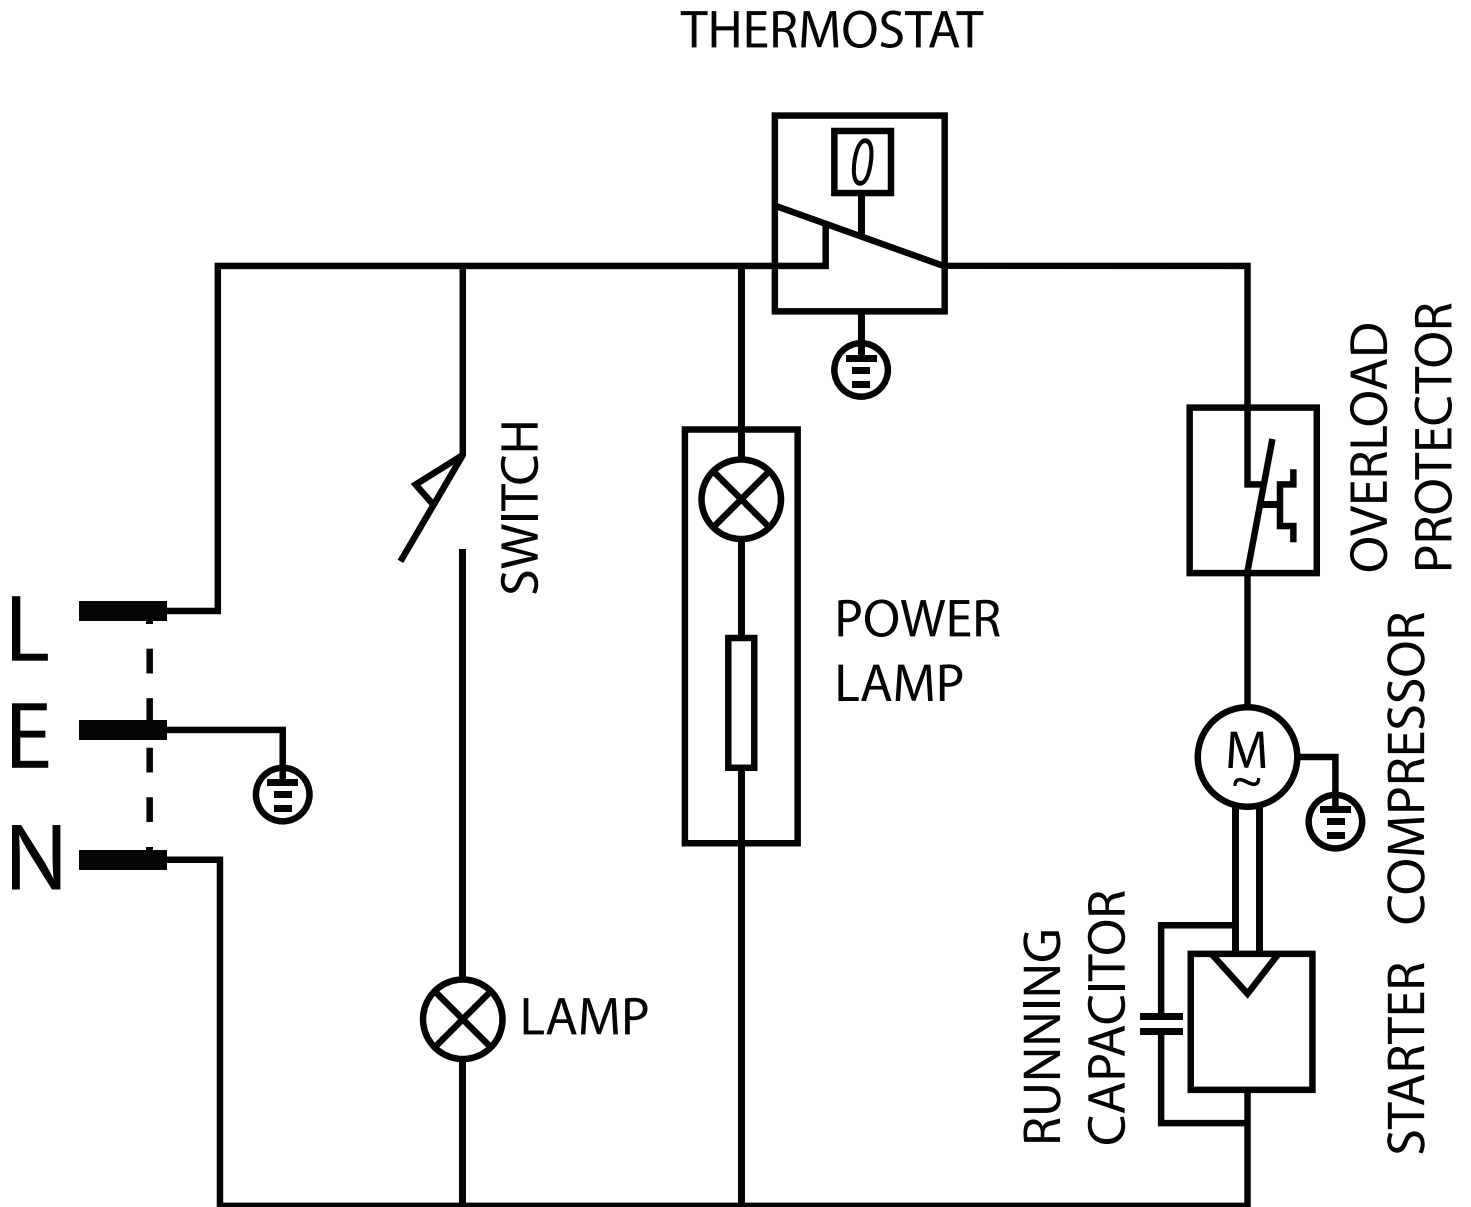 THERMOSTAT
0
OVERLOAD
PROTECTOR
SWITCH
L
E
N
POWER
LAMP
M
~
COMPRESSOR
LAMP
RUNNING
CAPACITOR
STARTER